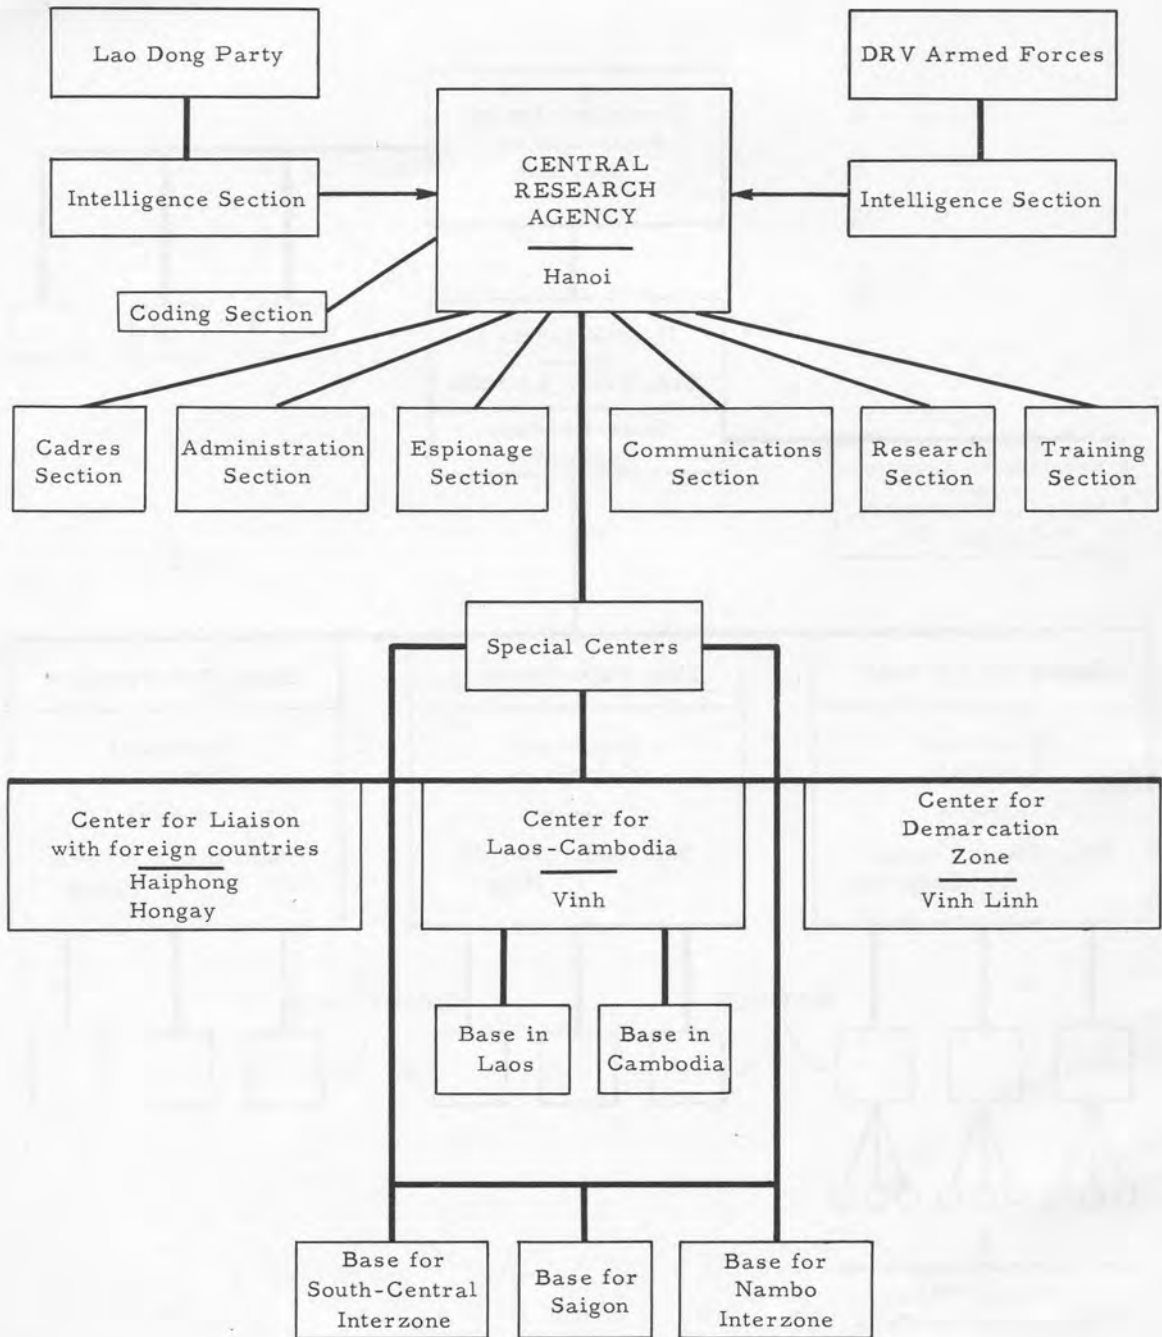 Lao Dong Party
DRV Armed Forces
CENTRAL
RESEARCH
AGENCY
Hanoi
Intelligence Section
Intelligence Section
Coding Section
Cadres
Section
Administration
Section
Espionage
Section
Communications
Section
Research
Section
Training
Section
Special Centers
Center for Liaison
with foreign countries
Haiphong
Hongay
Center for
Laos-Cambodia
Vinh
Center for
Demarcation
Zone
Vinh Linh
Base in
Laos
Base in
Cambodia
Base for
South-Central
Interzone
Base for
Saigon
Base for
Nambo
Interzone